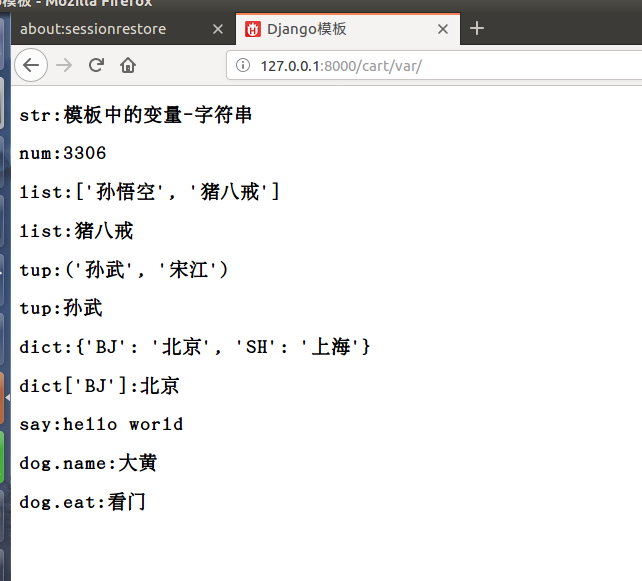 模板 - Mozilla Firefox
about:sessionrestore
Django模板
127.0.0.1:8000/cart/var/
str:模板中的变量-字符串
num:3306
list:['孙悟空', '猪八戒']
list:猪八戒
tup:('孙武', '宋江')
tup:孙武
dict:{'BJ': '北京', 'SH': '上海'}
dict['BJ']:北京
say:hello world
dog.name:大黄
dog.eat:看门